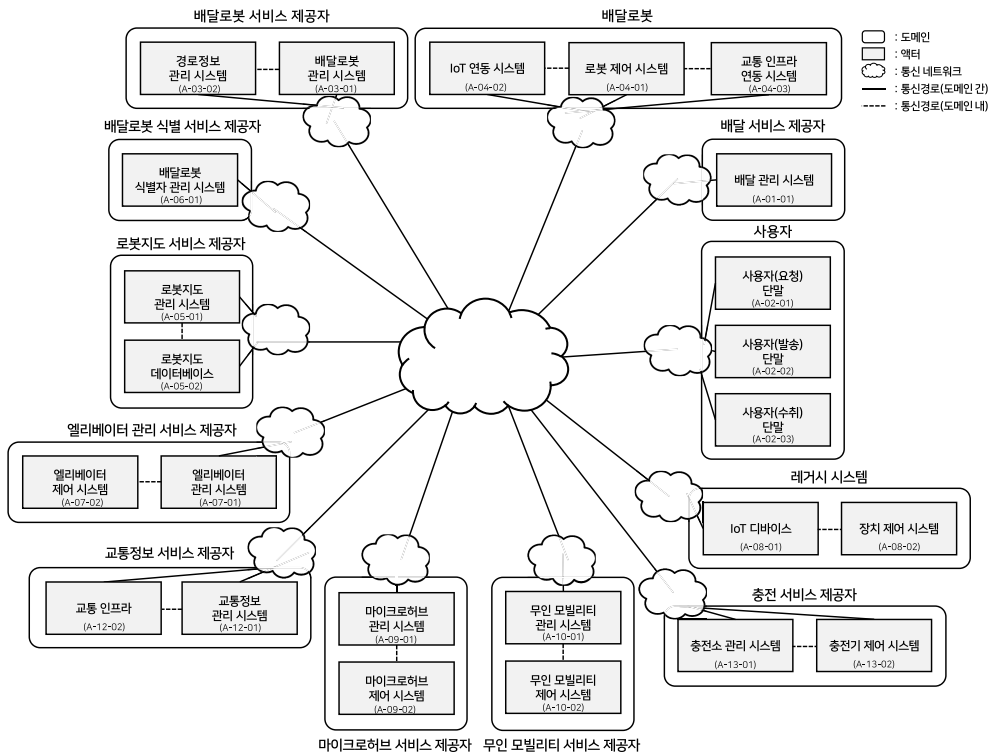 배달로봇 서비스 제공자
경로정보
관리 시스템
(A-03-02)
배달로봇
관리 시스템
(A-03-01)
배달로봇
IoT 연동 시스템
(A-04-02)
로봇 제어 시스템
(A-04-01)
교통 인프라
연동 시스템
(A-04-03)
: 도메인
: 액터
: 통신 네트워크
: 통신경로(도메인 간)
: 통신경로(도메인 내)
배달로봇 식별 서비스 제공자
배달로봇
식별자 관리 시스템
(A-06-01)
배달 서비스 제공자
배달 관리 시스템
(A-01-01)
로봇지도 서비스 제공자
로봇지도
관리 시스템
(A-05-01)
로봇지도
데이터베이스
(A-05-02)
사용자
사용자(요청)
단말
(A-02-01)
사용자(발송)
단말
(A-02-02)
사용자(수취)
단말
(A-02-03)
엘리베이터 관리 서비스 제공자
엘리베이터
제어 시스템
(A-07-02)
엘리베이터
관리 시스템
(A-07-01)
레거시 시스템
IoT 디바이스
(A-08-01)
장치 제어 시스템
(A-08-02)
교통정보 서비스 제공자
교통 인프라
(A-12-02)
교통정보
관리 시스템
(A-12-01)
마이크로허브
관리 시스템
(A-09-01)
마이크로허브
제어 시스템
(A-09-02)
마이크로허브 서비스 제공자
무인 모빌리티
관리 시스템
(A-10-01)
무인 모빌리티
제어 시스템
(A-10-02)
무인 모빌리티 서비스 제공자
충전 서비스 제공자
충전소 관리 시스템
(A-13-01)
충전기 제어 시스템
(A-13-02)